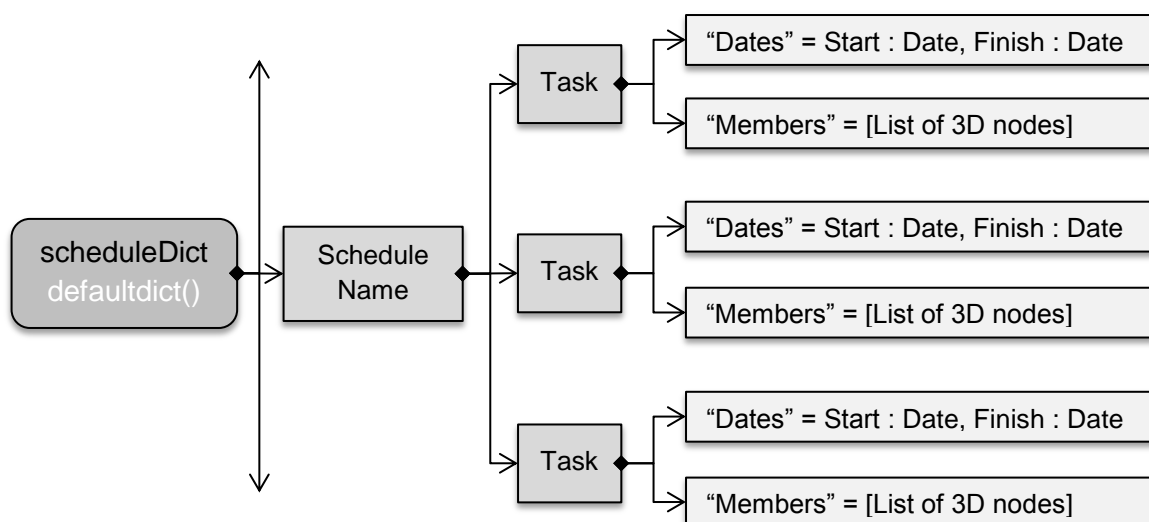 scheduleDict
defaultdict()
Schedule
Name
Task
“Dates” = Start : Date, Finish : Date
“Members” = [List of 3D nodes]
Task
“Dates” = Start : Date, Finish : Date
“Members” = [List of 3D nodes]
Task
“Dates” = Start : Date, Finish : Date
“Members” = [List of 3D nodes]